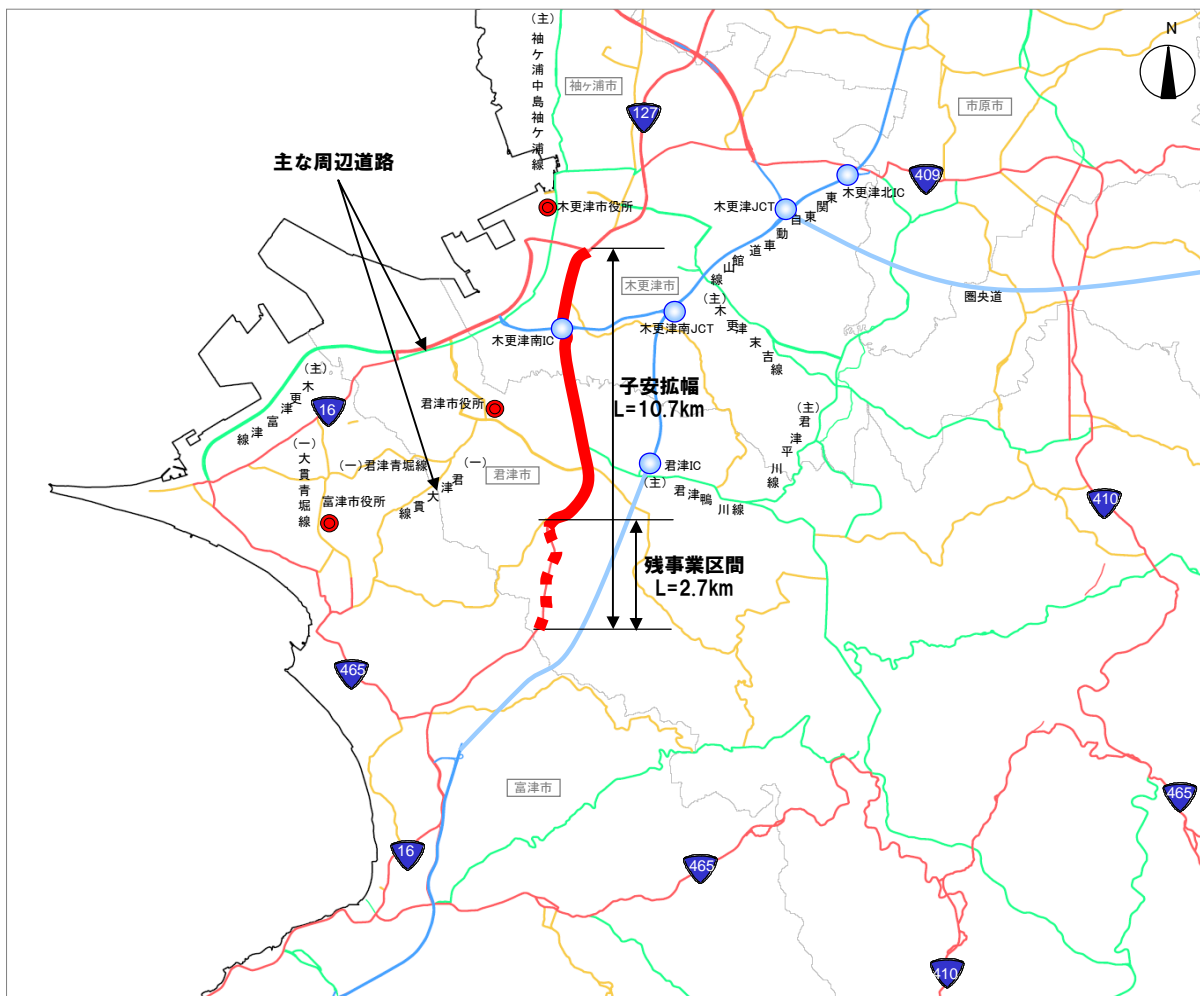 (主)袖ケ浦中島袖ケ浦線
袖ヶ浦市
127
市原市
N
主な周辺道路
409
木更津北IC
木更津市役所
木更津JCT
東関東自動車道館山線
木更津市
圏央道
(主)木更津末吉線
木更津南JCT
木更津南IC
(主)木更津富津線
子安拡幅
L=10.7km
16
君津市役所
(主)君津平川線
(一)大貫青堀線
(一)君津青堀線
(一)君津大貫線
君津市
君津IC
(主)君津鴨川線
410
富津市役所
残事業区間
L=2.7km
465
富津市
465
16
465
410